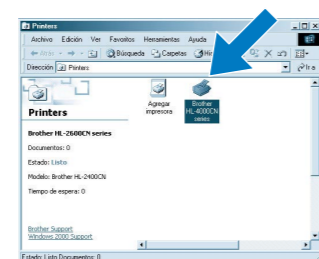 Printers
Archivo Edición Ver Favoritos Herramientas Ayuda
Atrás Búsqueda Carpetas
Dirección Printers Ir a
Printers
Agregar impresora
Brother HL-4000CN series
Brother HL-2600CN series
Documentos: 0
Estado: Listo
Modelo: Brother HL-2400CN
Tiempo de espera: 0
Brother Support
Windows 2000 Support
Estado: Listo Documentos: 0